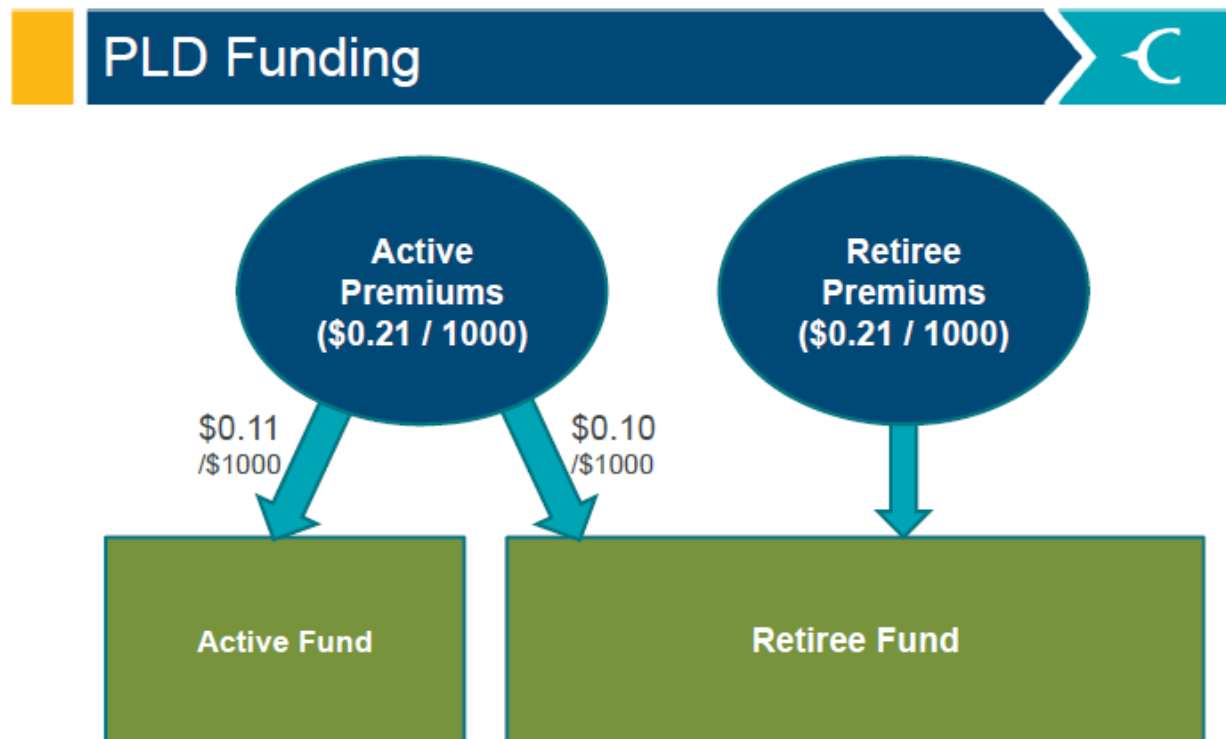 PLD Funding
Active
Premiums
($0.21 / 1000)
Retiree
Premiums
($0.21 / 1000)
$0.11
/$1000
$0.10
/$1000
Active Fund
Retiree Fund